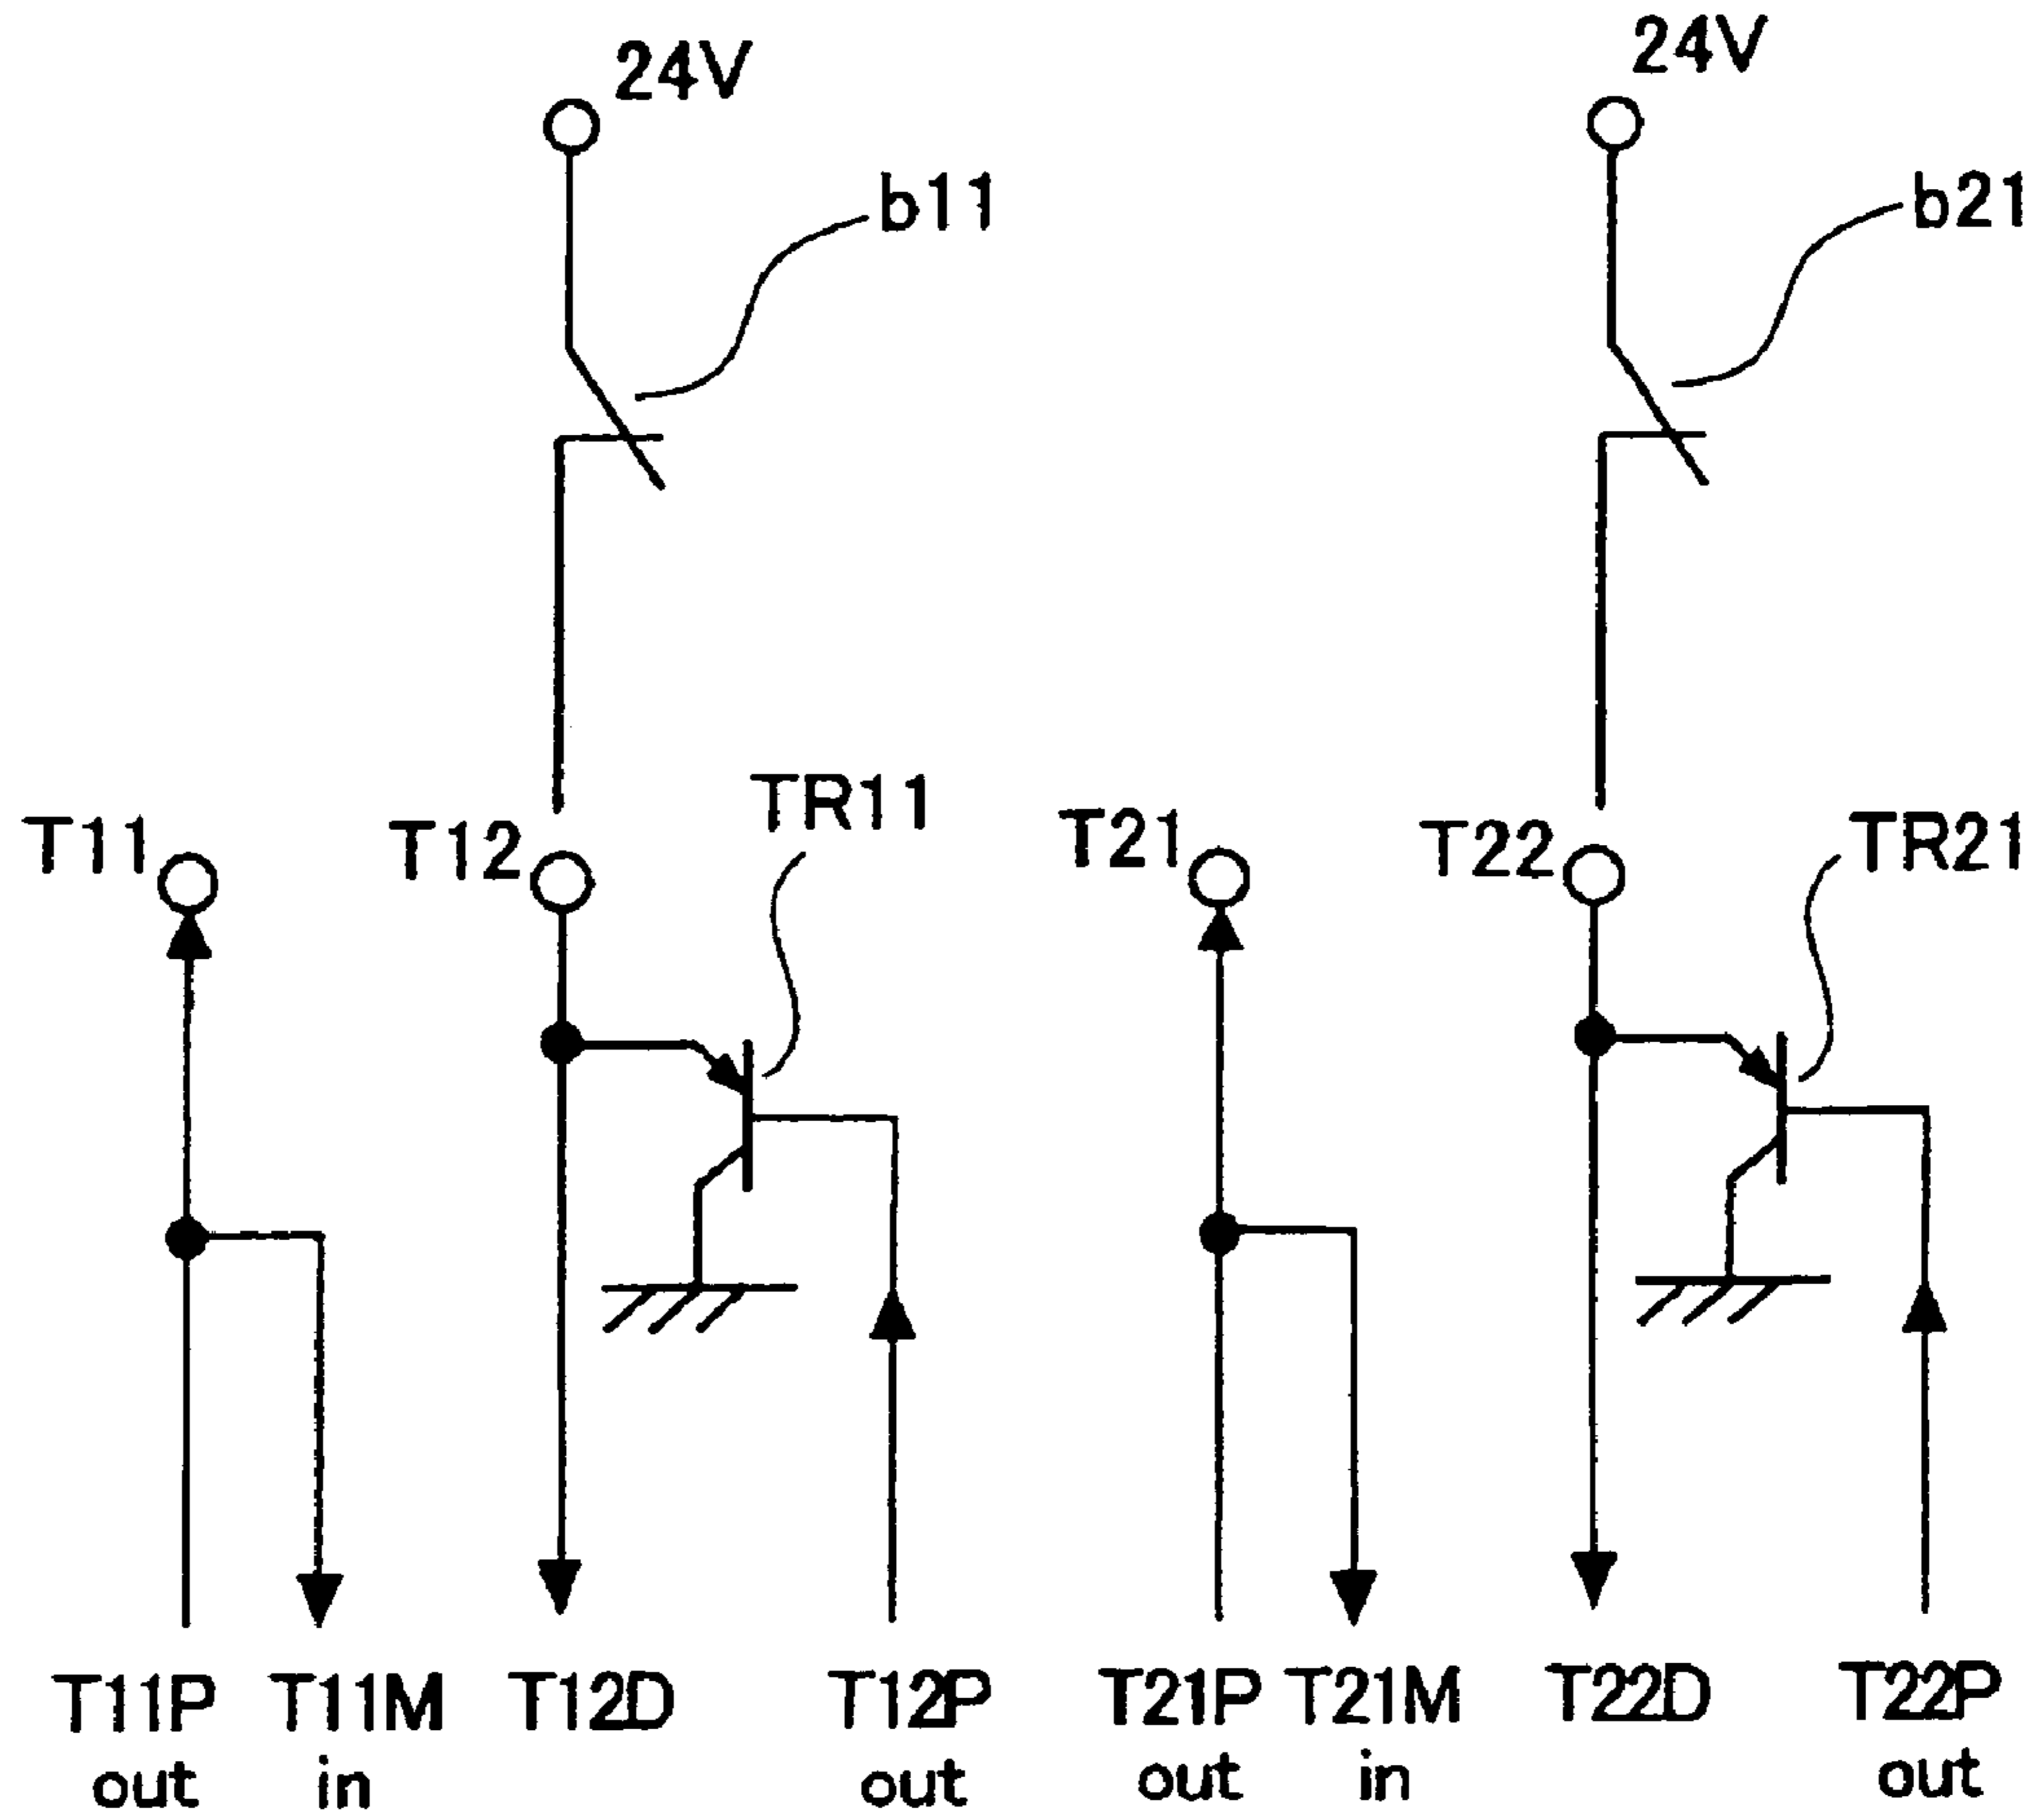 24V
24V
b11
b21
TR11
T11
T12
T21
T22
TR21
T11P
T11M
T12D
T12P
T21P
T21M
T22D
T22P
out
in
out
out
in
out